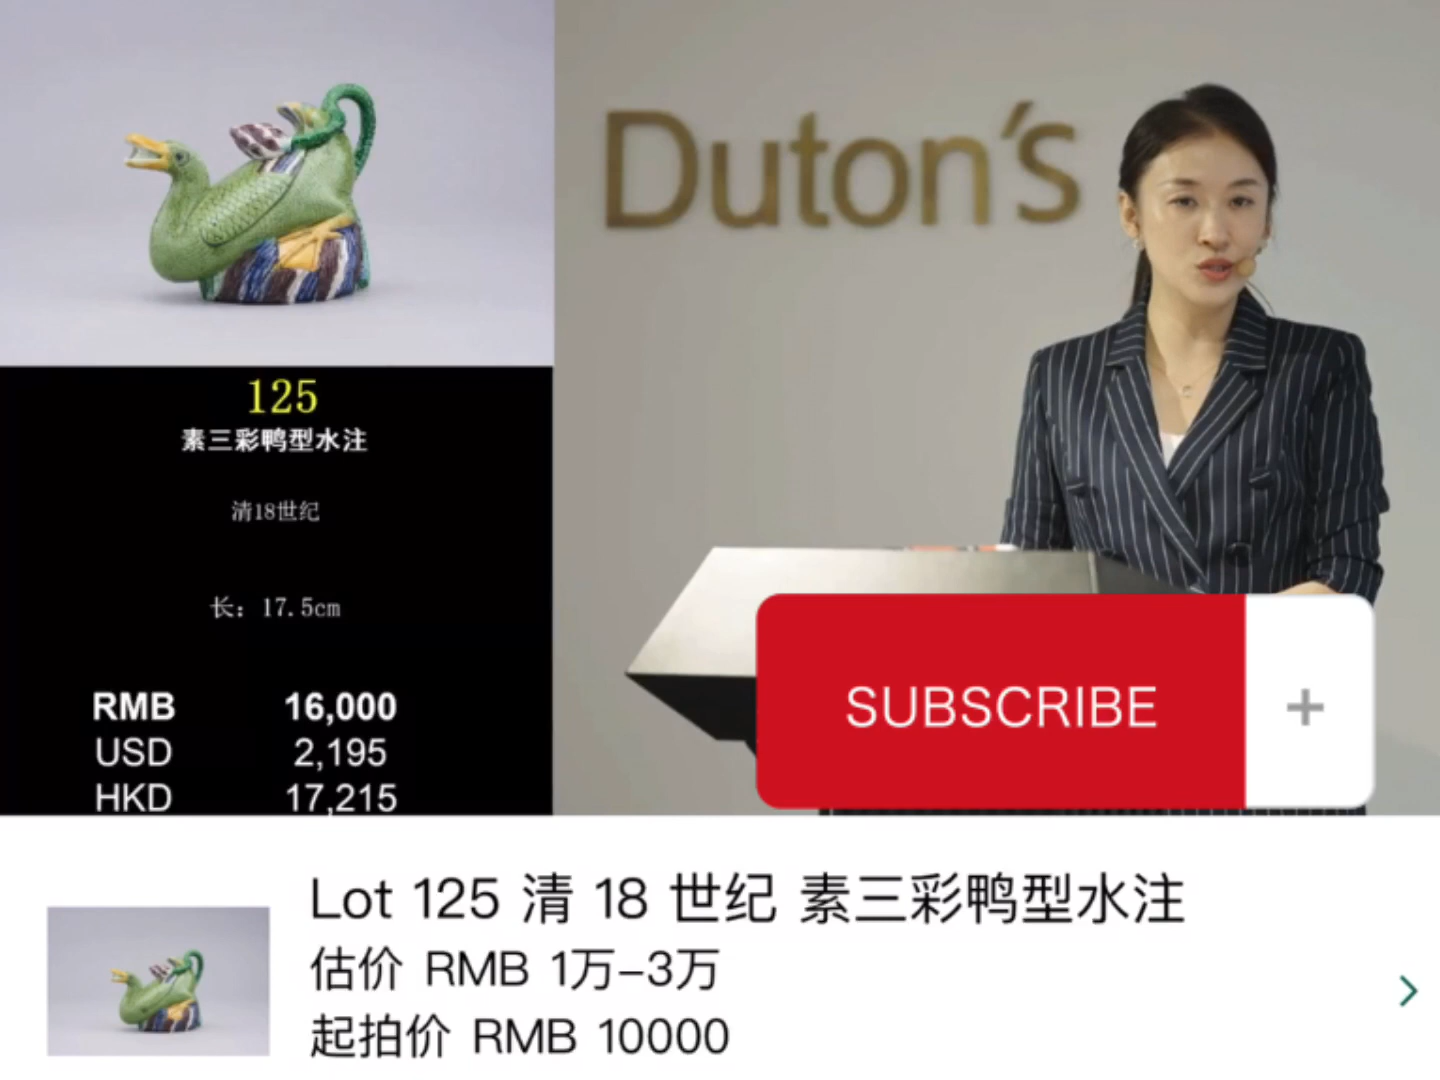 Duton's
125
素三彩鸭型水注
清18世纪
长: 17.5cm
RMB 16,000
USD 2,195
HKD 17,215
SUBSCRIBE +
Lot 125 清 18 世纪 素三彩鸭型水注
估价 RMB 1万-3万
起拍价 RMB 10000